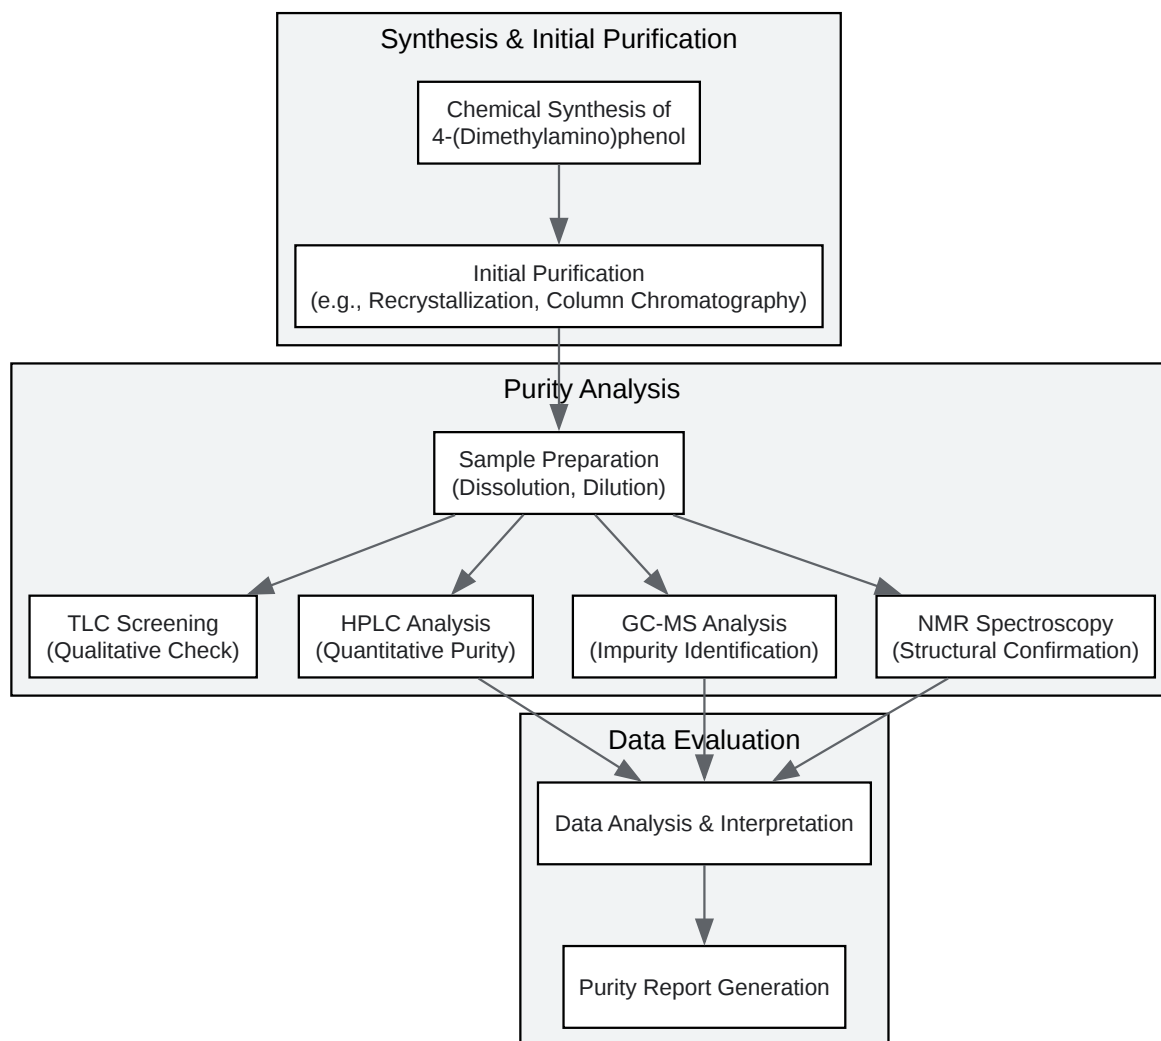 Synthesis & Initial Purification
Chemical Synthesis of
4-(Dimethylamino)phenol
Initial Purification
(e.g., Recrystallization, Column Chromatography)
Purity Analysis
Sample Preparation
(Dissolution, Dilution)
TLC Screening
(Qualitative Check)
HPLC Analysis
(Quantitative Purity)
GC-MS Analysis
(Impurity Identification)
NMR Spectroscopy
(Structural Confirmation)
Data Evaluation
Data Analysis & Interpretation
Purity Report Generation